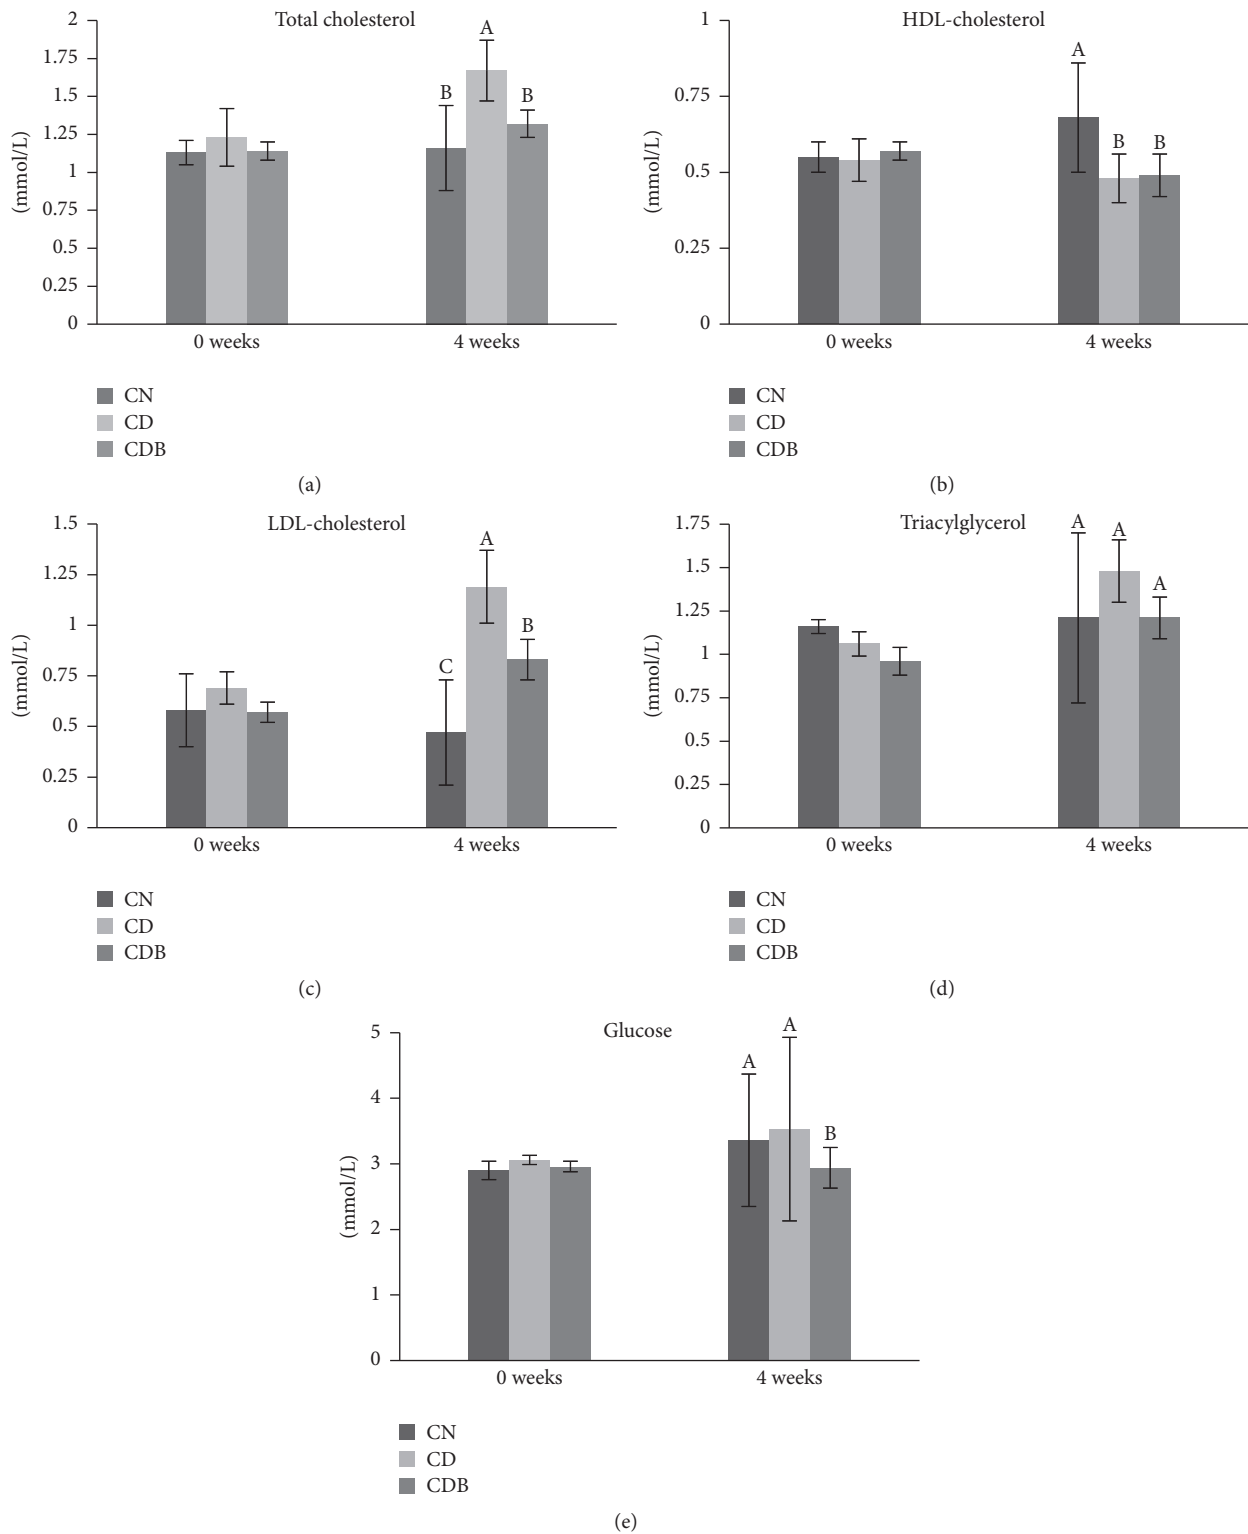 Total cholesterol
2
1.75
1.5
1.25
1
0.75
0.5
0.25
0
(mmol/L)
B
A
B
0 weeks
4 weeks
CN
CD
CDB
(a)
HDL-cholesterol
1
0.75
0.5
0.25
0
(mmol/L)
A
B
B
0 weeks
4 weeks
CN
CD
CDB
(b)
LDL-cholesterol
1.5
1.25
1
0.75
0.5
0.25
0
(mmol/L)
C
A
B
0 weeks
4 weeks
CN
CD
CDB
(c)
Triacylglycerol
1.75
1.5
1.25
1
0.75
0.5
0.25
0
(mmol/L)
A
A
A
0 weeks
4 weeks
CN
CD
CDB
(d)
Glucose
5
4
3
2
1
0
(mmol/L)
A
A
B
0 weeks
4 weeks
CN
CD
CDB
(e)